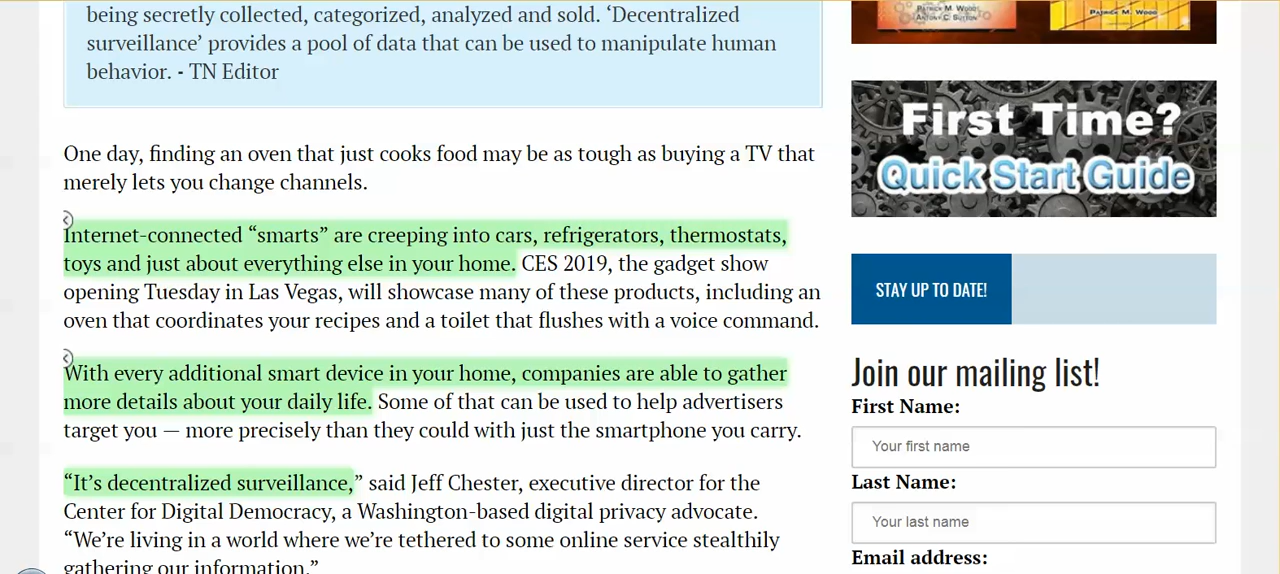 being secretly collected, categorized, analyzed and sold. ‘Decentralized
surveillance’ provides a pool of data that can be used to manipulate human
behavior. - TN Editor
One day, finding an oven that just cooks food may be as tough as buying a TV that
merely lets you change channels.
Internet-connected “smarts” are creeping into cars, refrigerators, thermostats,
toys and just about everything else in your home. CES 2019, the gadget show
opening Tuesday in Las Vegas, will showcase many of these products, including an
oven that coordinates your recipes and a toilet that flushes with a voice command.
With every additional smart device in your home, companies are able to gather
more details about your daily life. Some of that can be used to help advertisers
target you — more precisely than they could with just the smartphone you carry.
“It’s decentralized surveillance,” said Jeff Chester, executive director for the
Center for Digital Democracy, a Washington-based digital privacy advocate.
“We’re living in a world where we’re tethered to some online service stealthily
gathering our information.”
PATRICK M. WOOD
ANTONY C. SUTTON
PATRICK M. WOOD
First Time?
Quick Start Guide
STAY UP TO DATE!
Join our mailing list!
First Name:
Your first name
Last Name:
Your last name
Email address: